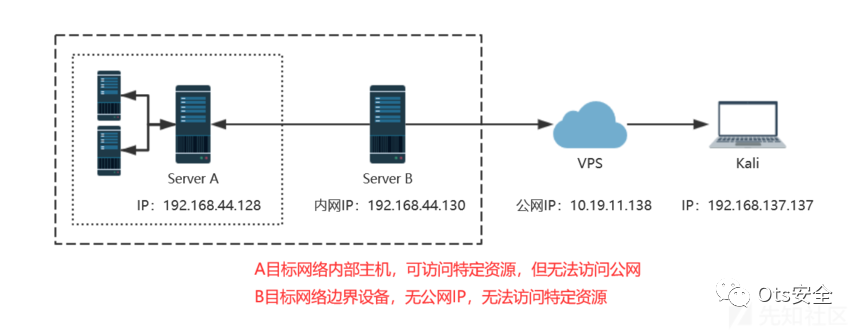 Server A
Server B
VPS
Kali
IP：192.168.44.128
内网IP：192.168.44.130
公网IP：10.19.11.138
IP：192.168.137.137
A目标网络内部主机，可访问特定资源，但无法访问公网
B目标网络边界设备，无公网IP，无法访问特定资源
Ots安全
先知社区